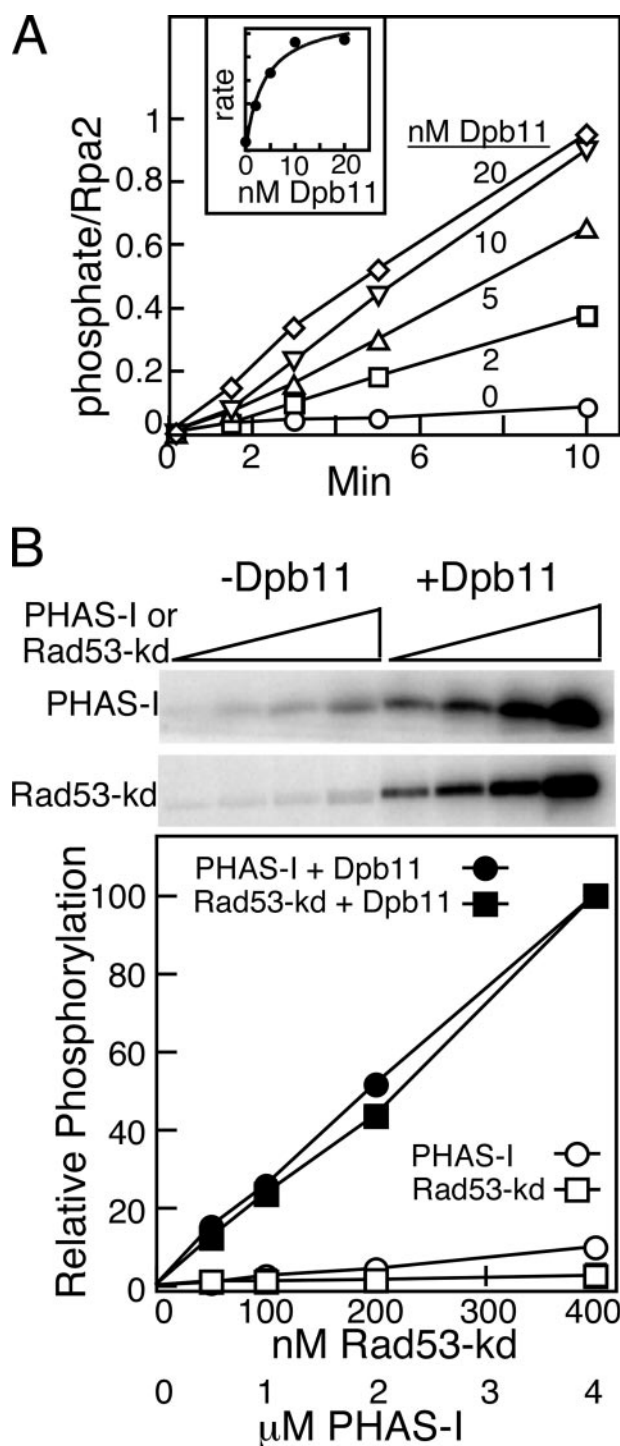 A
rate
0 10 20
nM Dpb11
nM Dpb11
20
10
5
2
0
phosphate/Rpa2
1
0.8
0.6
0.4
0.2
0
0 2 6 10
Min
B
-Dpb11 +Dpb11
PHAS-I or
Rad53-kd
PHAS-I
Rad53-kd
PHAS-I + Dpb11
Rad53-kd + Dpb11
PHAS-I
Rad53-kd
Relative Phosphorylation
100
80
60
40
20
0
0 100 200 300 400
nM Rad53-kd
0 1 2 3 4
μM PHAS-I